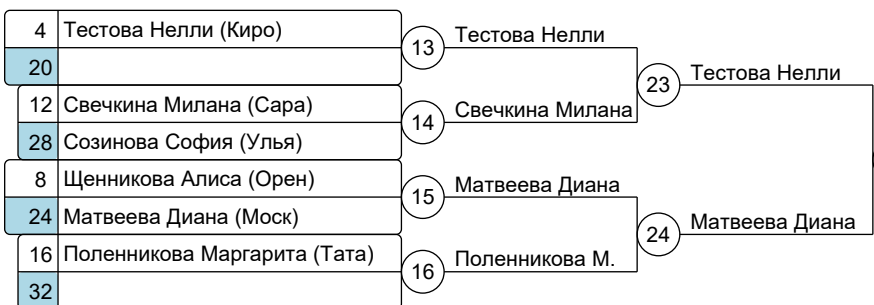 4 Тестова Нелли (Киро)
13 Тестова Нелли
20
23 Тестова Нелли
12 Свечкина Милана (Сара)
14 Свечкина Милана
28 Созинова София (Улья)
8 Щенникова Алиса (Орен)
15 Матвеева Диана
24 Матвеева Диана (Моск)
24 Матвеева Диана
16 Поленникова Маргарита (Тата)
16 Поленникова М.
32